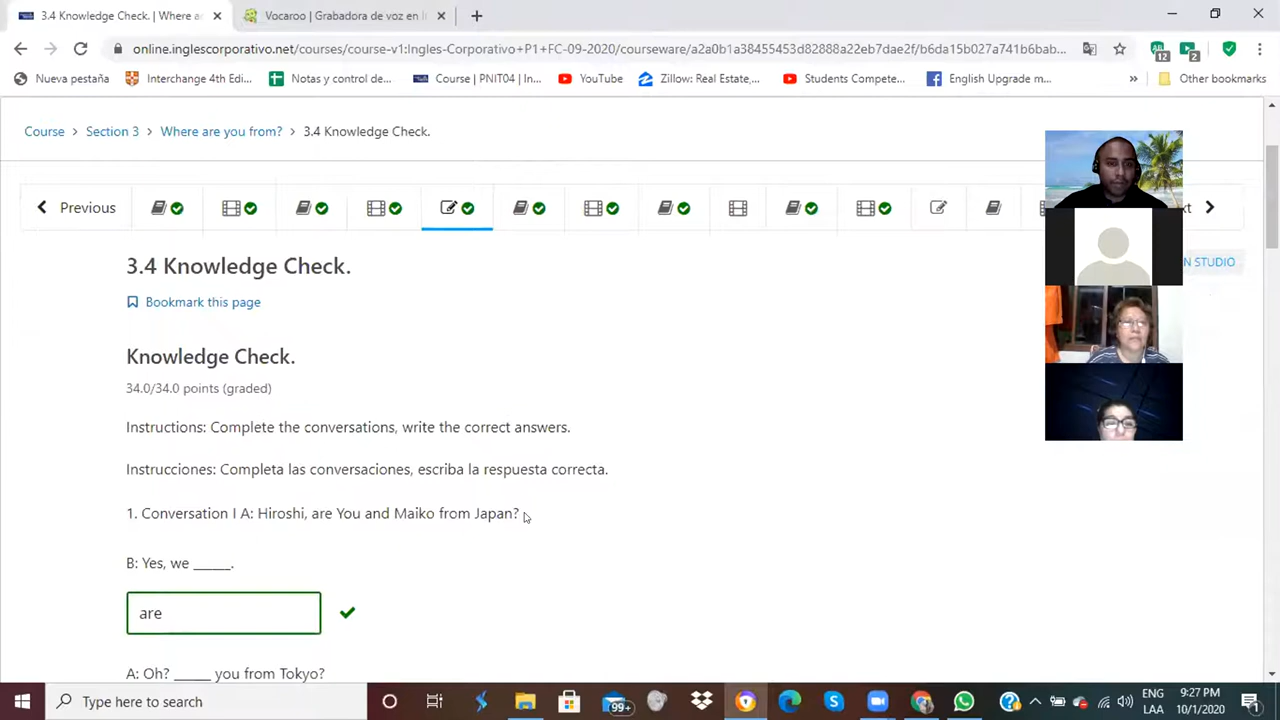 3.4 Knowledge Check. | Where a
Vocaroo | Grabadora de voz en l
online.inglescorporativo.net/courses/course-v1:Ingles-Corporativo+P1+FC-09-2020/courseware/a2a0b1a38455453d82888a22eb7dae2f/b6da15b027a741b6bab...
12
2
Nueva pestaña
Interchange 4th Edi...
Notas y control de...
Course | PNIT04 | In...
YouTube
Zillow: Real Estate,...
Students Compete...
English Upgrade m...
»
Other bookmarks
Course > Section 3 > Where are you from? > 3.4 Knowledge Check.
Previous
xt
3.4 Knowledge Check.
N STUDIO
Bookmark this page
Knowledge Check.
34.0/34.0 points (graded)
Instructions: Complete the conversations, write the correct answers.
Instrucciones: Completa las conversaciones, escriba la respuesta correcta.
1. Conversation I A: Hiroshi, are You and Maiko from Japan?
B: Yes, we _____.
are
A: Oh? _____ you from Tokyo?
Type here to search
99+
ENG
LAA
9:27 PM
10/1/2020
1